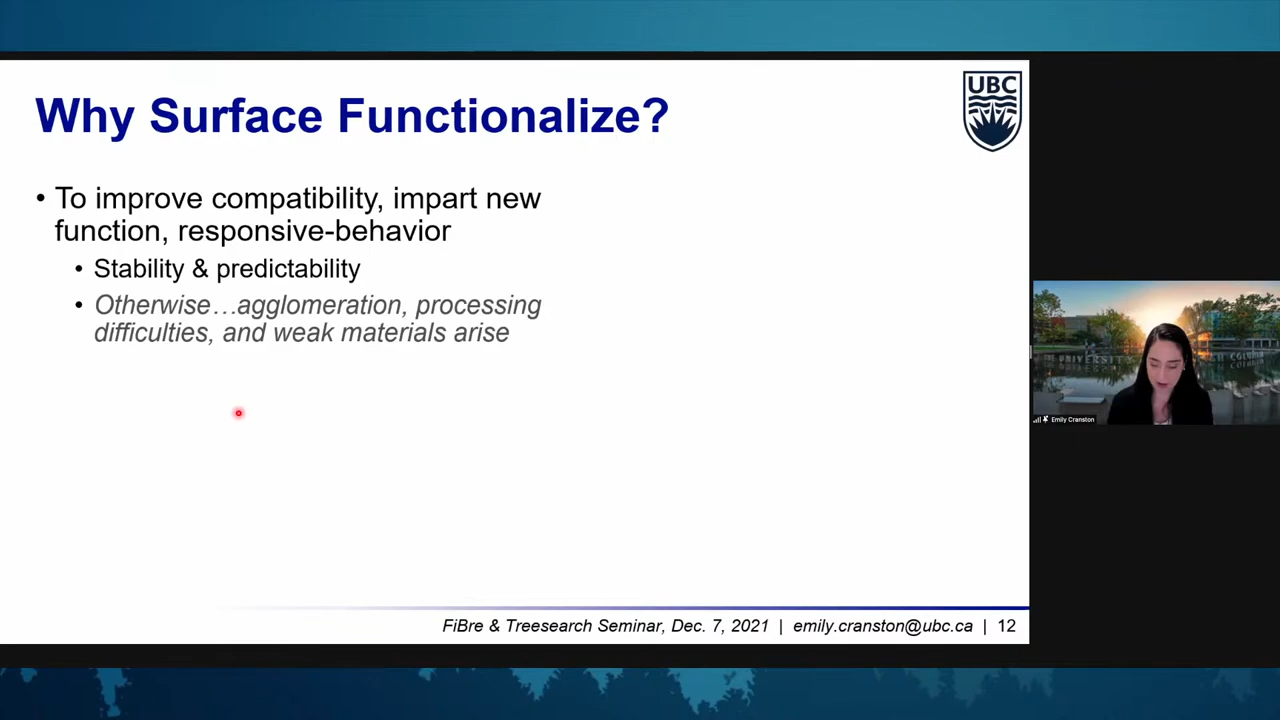 Why Surface Functionalize?
UBC
• To improve compatibility, impart new
function, responsive-behavior
• Stability & predictability
• Otherwise…agglomeration, processing
difficulties, and weak materials arise
Emily Cranston
FiBre & Treesearch Seminar, Dec. 7, 2021 | emily.cranston@ubc.ca | 12